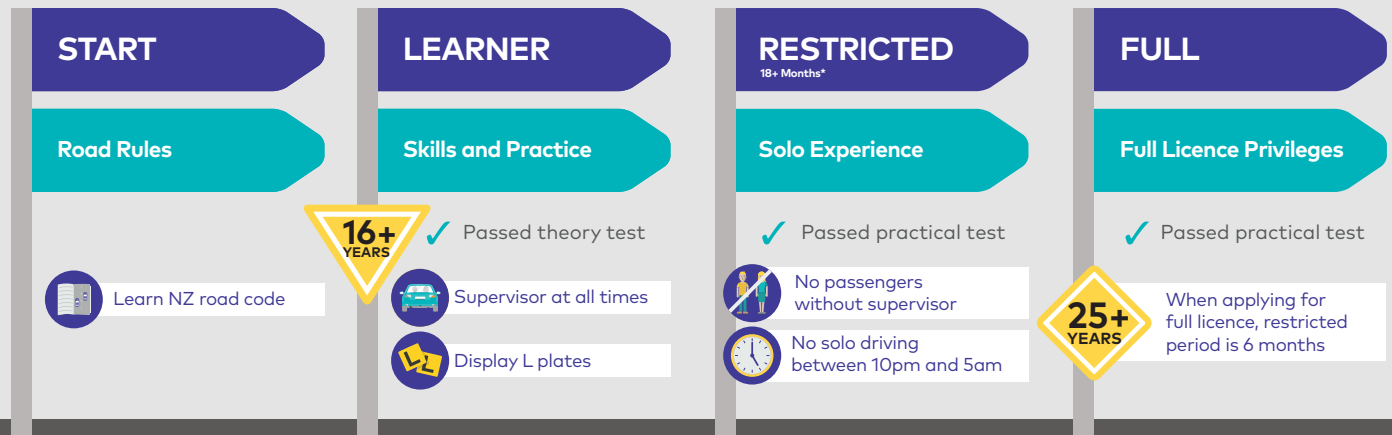 START
Road Rules
Learn NZ road code
16+
YEARS
LEARNER
Skills and Practice
Passed theory test
Supervisor at all times
L L
Display L plates
RESTRICTED
18+ Months*
Solo Experience
Passed practical test
No passengers
without supervisor
No solo driving
between 10pm and 5am
FULL
Full Licence Privileges
Passed practical test
25+
YEARS
When applying for
full licence, restricted
period is 6 months